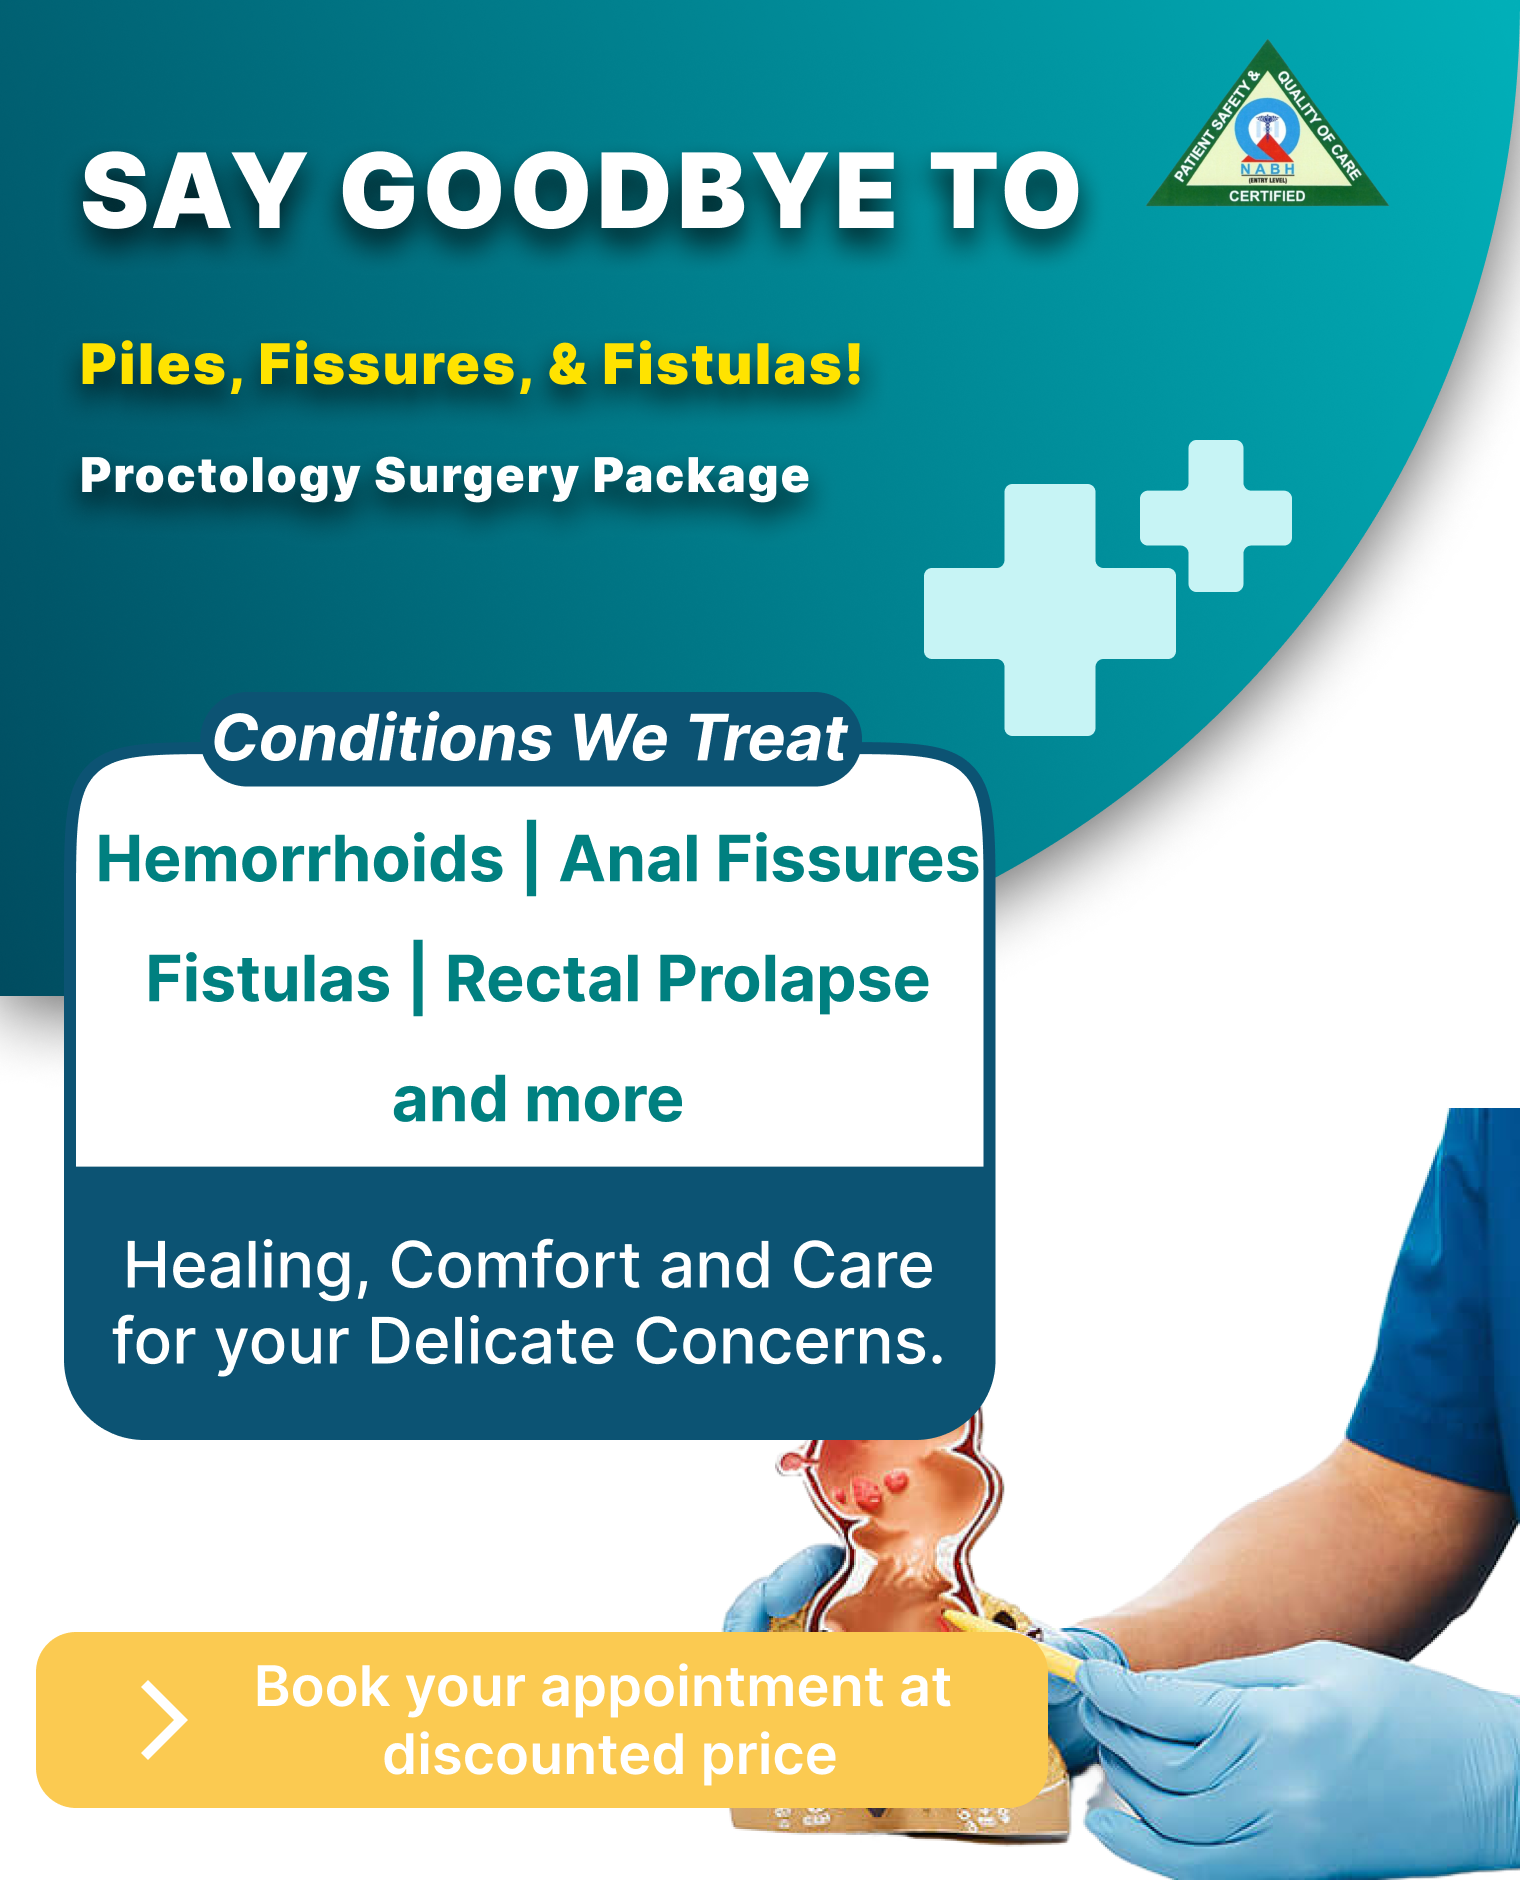 PATIENT SAFETY &
QUALITY OF CARE
NABH
(ENTRY LEVEL)
CERTIFIED
SAY GOODBYE TO
Piles, Fissures, & Fistulas!
Proctology Surgery Package
Conditions We Treat
Hemorrhoids | Anal Fissures
Fistulas | Rectal Prolapse
and more
Healing, Comfort and Care
for your Delicate Concerns.
Book your appointment at
discounted price